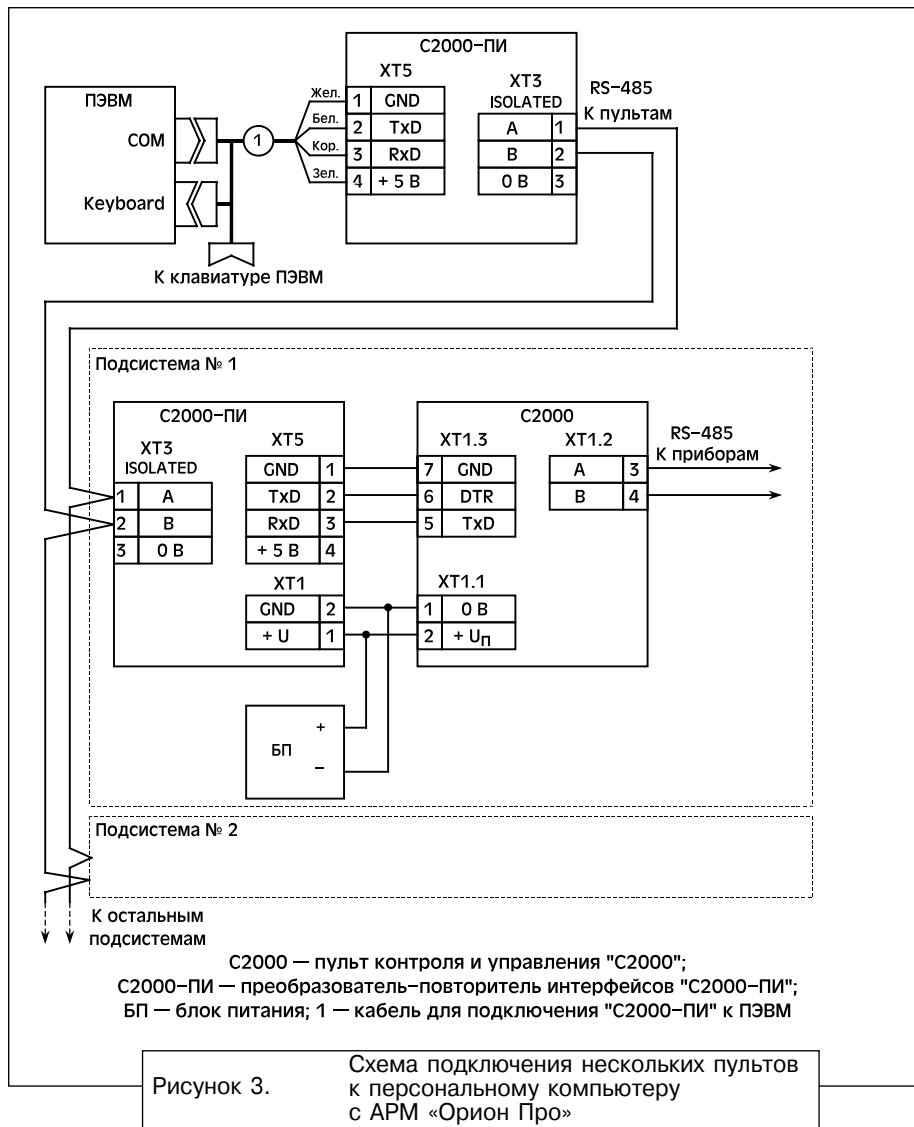 С2000-ПИ
ПЭВМ
COM
Keyboard
К клавиатуре ПЭВМ
1
Жел.
Бел.
Кор.
Зел.
XT5
1 GND
2 TxD
3 RxD
4 + 5 В
XT3
ISOLATED
A 1
B 2
0 В 3
RS-485
К пультам
Подсистема № 1
С2000-ПИ
XT3
ISOLATED
1 A
2 B
3 0 В
XT5
GND 1
TxD 2
RxD 3
+ 5 В 4
XT1
GND 2
+ U 1
С2000
XT1.3
7 GND
6 DTR
5 TxD
XT1.2
A 3
B 4
XT1.1
1 0 В
2 + Uп
RS-485
К приборам
БП
+
–
Подсистема № 2
К остальным
подсистемам
С2000 — пульт контроля и управления "С2000";
С2000-ПИ — преобразователь-повторитель интерфейсов "С2000-ПИ";
БП — блок питания; 1 — кабель для подключения "С2000-ПИ" к ПЭВМ
Рисунок 3. Схема подключения нескольких пультов
к персональному компьютеру
с АРМ «Орион Про»